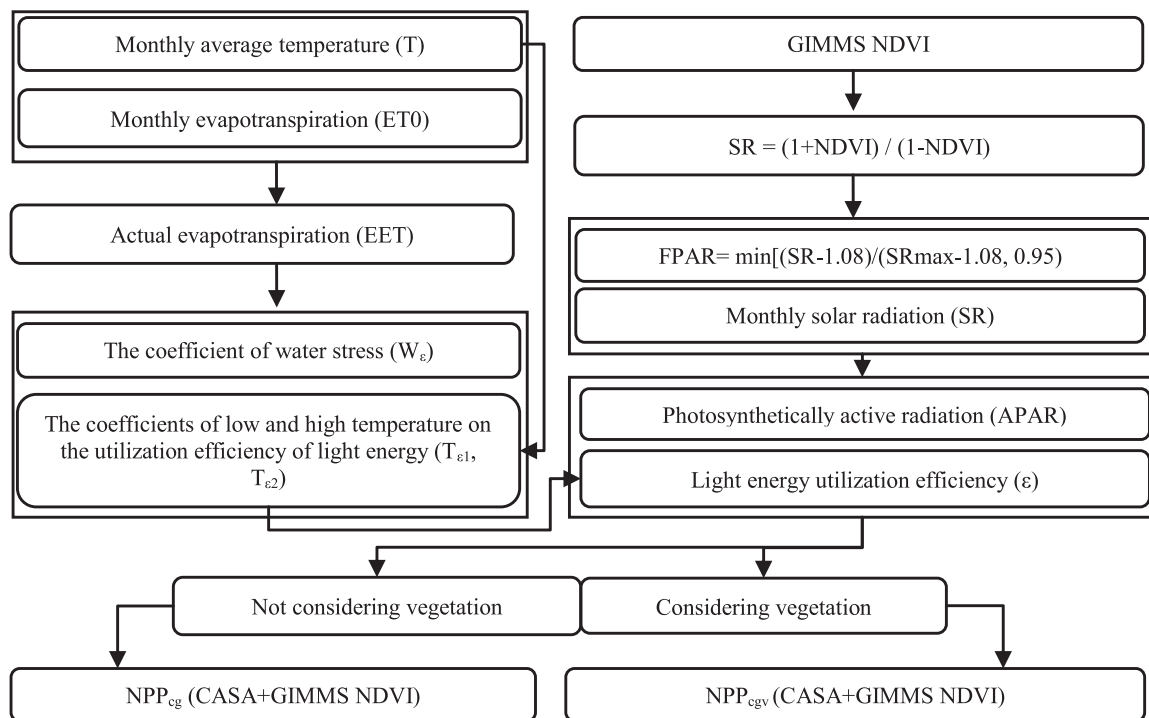 Monthly average temperature (T)
Monthly evapotranspiration (ET0)
Actual evapotranspiration (EET)
The coefficient of water stress (Wε)
The coefficients of low and high temperature on
the utilization efficiency of light energy (Tε1,
Tε2)
GIMMS NDVI
SR = (1+NDVI) / (1-NDVI)
FPAR= min[(SR-1.08)/(SRmax-1.08, 0.95)
Monthly solar radiation (SR)
Photosynthetically active radiation (APAR)
Light energy utilization efficiency (ε)
Not considering vegetation
Considering vegetation
NPPcg (CASA+GIMMS NDVI)
NPPcgv (CASA+GIMMS NDVI)